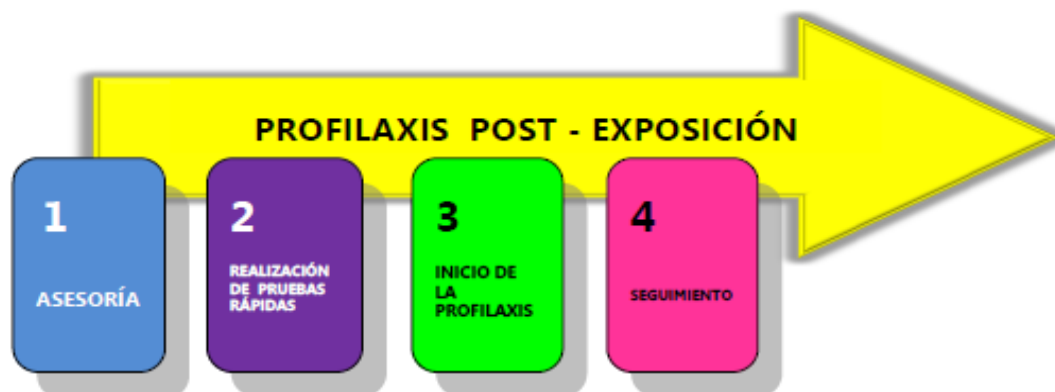 PROFILAXIS POST - EXPOSICIÓN
1
ASESORÍA
2
REALIZACIÓN
DE PRUEBAS
RÁPIDAS
3
INICIO DE
LA
PROFILAXIS
4
SEGUIMIENTO